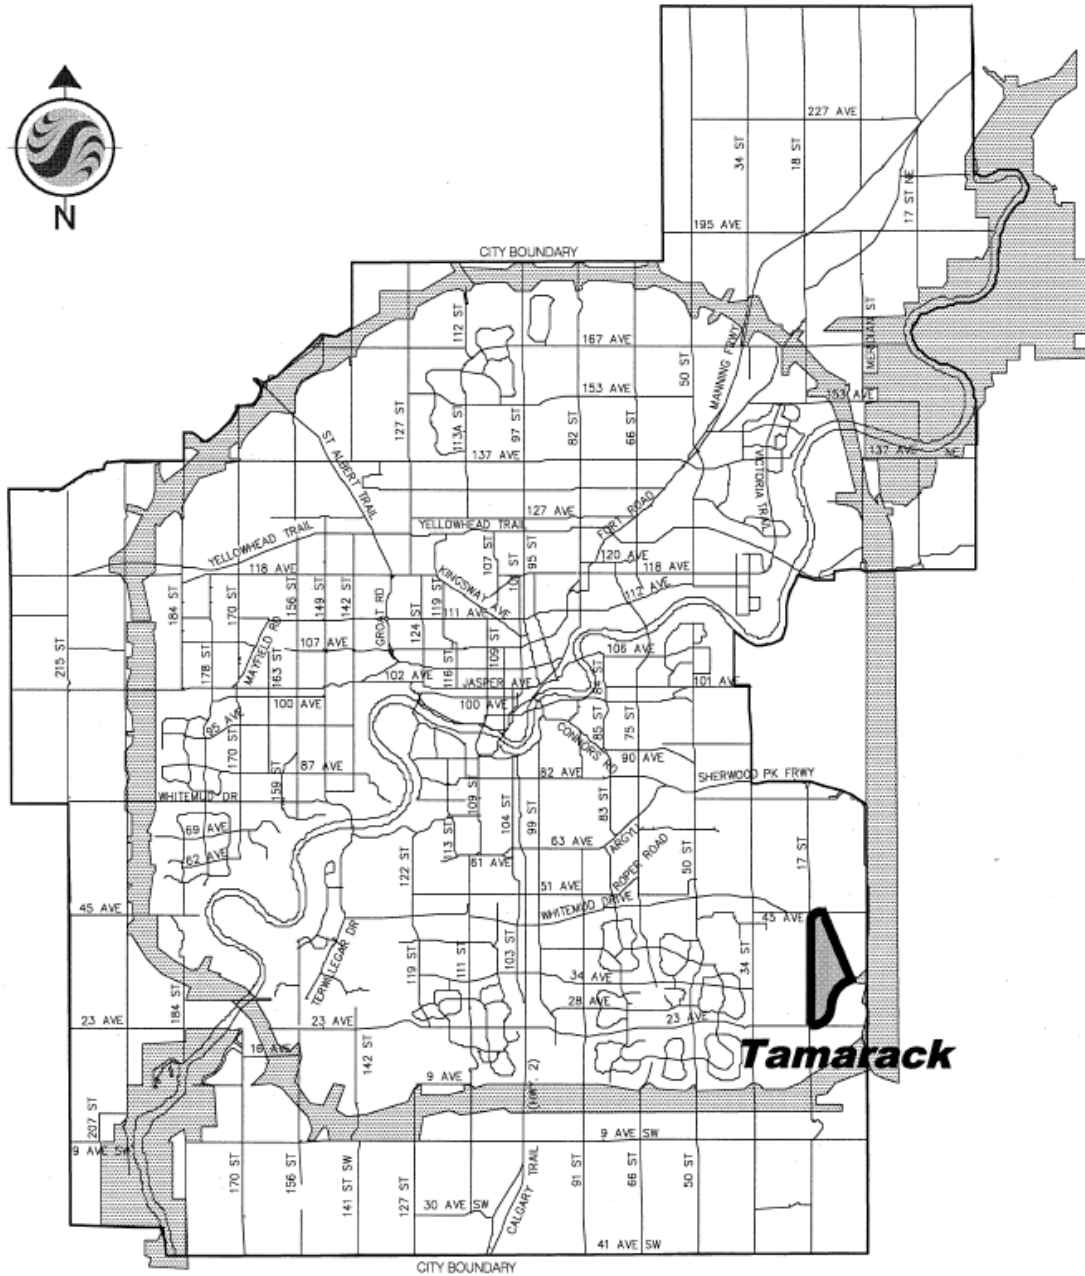 N
227 AVE
34 ST
18 ST
17 ST NE
195 AVE
CITY BOUNDARY
112 ST
167 AVE
50 ST
MANNING FRWY
MERIDIAN ST
153 AVE
153 AVE
127 ST
113A ST
97 ST
82 ST
66 ST
ST ALBERT TRAIL
137 AVE
137 AVE NE
VICTORIA TRAIL
127 AVE
FORT ROAD
YELLOWHEAD TRAIL
YELLOWHEAD TRAIL
107 ST
95 ST
120 AVE
118 AVE
118 AVE
KINGSWAY AVE
112 AVE
184 ST
170 ST
156 ST
149 ST
142 ST
GROAT RD
124 ST
119 ST
111 AVE
MAYFIELD RD
107 AVE
109 ST
106 AVE
215 ST
178 ST
163 ST
116 ST
102 AVE
JASPER AVE
84 ST
101 AVE
100 AVE
100 AVE
95 AVE
85 ST
75 ST
CONNORS RD
90 AVE
170 ST
159 ST
87 AVE
82 AVE
SHERWOOD PK FRWY
WHITEMUD DR
109 ST
104 ST
99 ST
83 ST
69 AVE
113 ST
63 AVE
ARGYLL
62 AVE
61 AVE
ROPER ROAD
50 ST
17 ST
122 ST
51 AVE
WHITEMUD DRIVE
45 AVE
45 AVE
TERWILLEGAR DR
119 ST
111 ST
103 ST
34 AVE
34 ST
184 ST
28 AVE
23 AVE
23 AVE
23 AVE
Tamarack
142 ST
9 AVE
(HWY. 2)
207 ST
9 AVE SW
9 AVE SW
170 ST
156 ST
141 ST SW
127 ST
30 AVE SW
CALGARY TRAIL
91 ST
66 ST
50 ST
41 AVE SW
CITY BOUNDARY